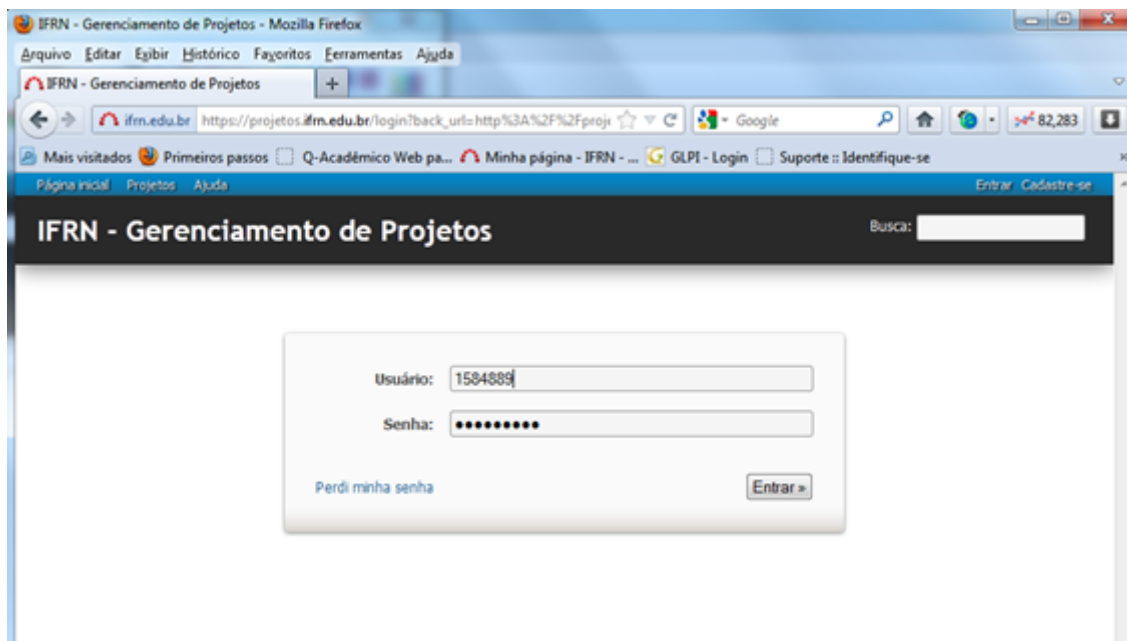 IFRN - Gerenciamento de Projetos - Mozilla Firefox
Arquivo Editar Exibir Histórico Favoritos Ferramentas Ajuda
IFRN - Gerenciamento de Projetos +
ifrn.edu.br https://projetos.ifrn.edu.br/login?back_url=http%3A%2F%2Fproje Google 82,283
Mais visitados Primeiros passos Q-Acadêmico Web pa... Minha página - IFRN - ... GLPI - Login Suporte :: Identifique-se
Página inicial Projetos Ajuda Entrar Cadastre-se
IFRN - Gerenciamento de Projetos Busca:
Usuário: 1584889
Senha: •••••••••
Perdi minha senha Entrar »